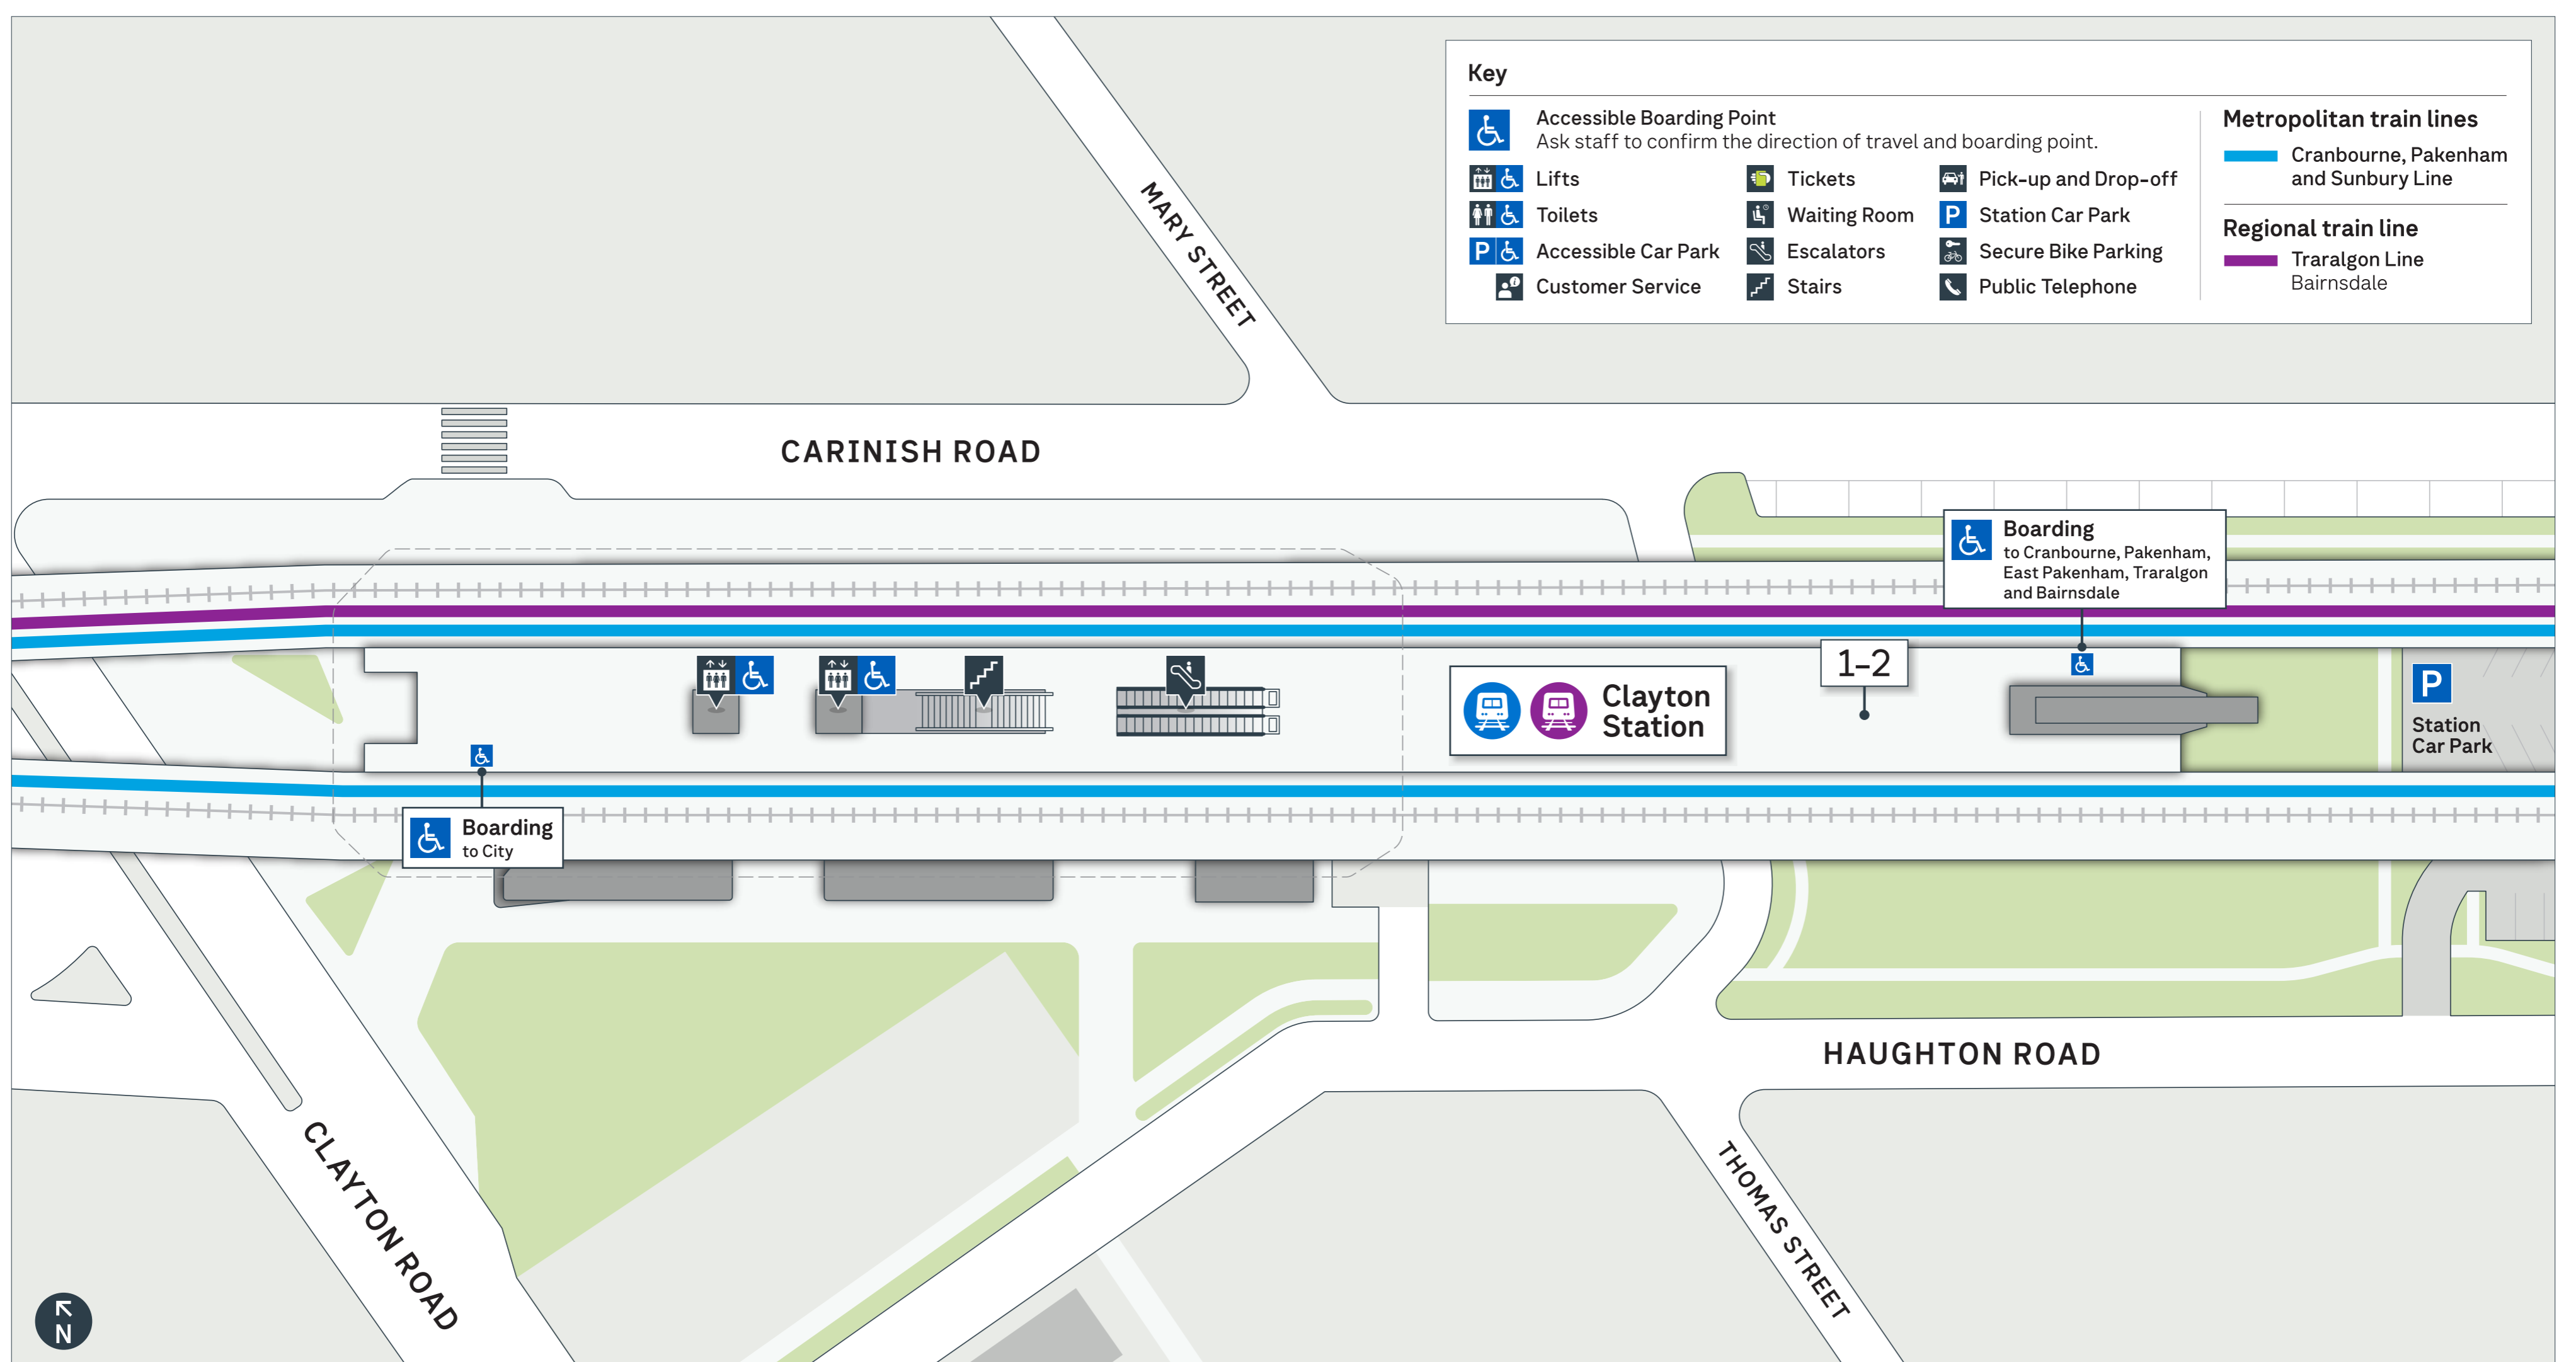 Key
Accessible Boarding Point
Ask staff to confirm the direction of travel and boarding point.
Lifts
Toilets
P
Accessible Car Park
Customer Service
Tickets
Waiting Room
Escalators
Stairs
Pick-up and Drop-off
P
Station Car Park
Secure Bike Parking
Public Telephone
Metropolitan train lines
Cranbourne, Pakenham
and Sunbury Line
Regional train line
Traralgon Line
Bairnsdale
MARY STREET
CARINISH ROAD
Boarding
to Cranbourne, Pakenham,
East Pakenham, Traralgon
and Bairnsdale
1-2
Clayton
Station
P
Station
Car Park
Boarding
to City
HAUGHTON ROAD
CLAYTON ROAD
THOMAS STREET
N